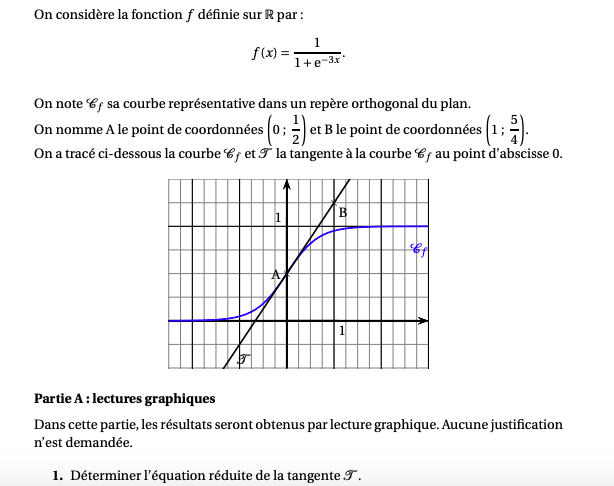 On considère la fonction f définie sur ℝ par :
f(x) = 1/(1+e^{-3x}).
On note 𝒞_f sa courbe représentative dans un repère orthogonal du plan.
On nomme A le point de coordonnées (0 ; 1/2) et B le point de coordonnées (1 ; 5/4).
On a tracé ci-dessous la courbe 𝒞_f et 𝒯 la tangente à la courbe 𝒞_f au point d'abscisse 0.
1
B
𝒞_f
A
1
𝒯
Partie A : lectures graphiques
Dans cette partie, les résultats seront obtenus par lecture graphique. Aucune justification
n'est demandée.
1. Déterminer l'équation réduite de la tangente 𝒯.